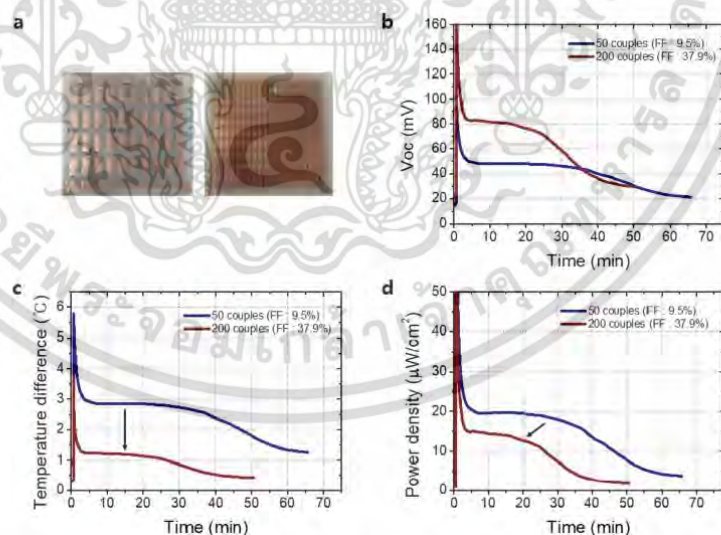 a
b
160
140
120
100
80
60
40
20
0
Voc (mV)
50 couples (FF : 9.5%)
200 couples (FF : 37.9%)
0 10 20 30 40 50 60 70
Time (min)
c
6
5
4
3
2
1
0
Temperature difference (°C)
50 couples (FF : 9.5%)
200 couples (FF : 37.9%)
0 10 20 30 40 50 60 70
Time (min)
d
50
40
30
20
10
0
Power density (µW/cm²)
50 couples (FF : 9.5%)
200 couples (FF : 37.9%)
0 10 20 30 40 50 60 70
Time (min)